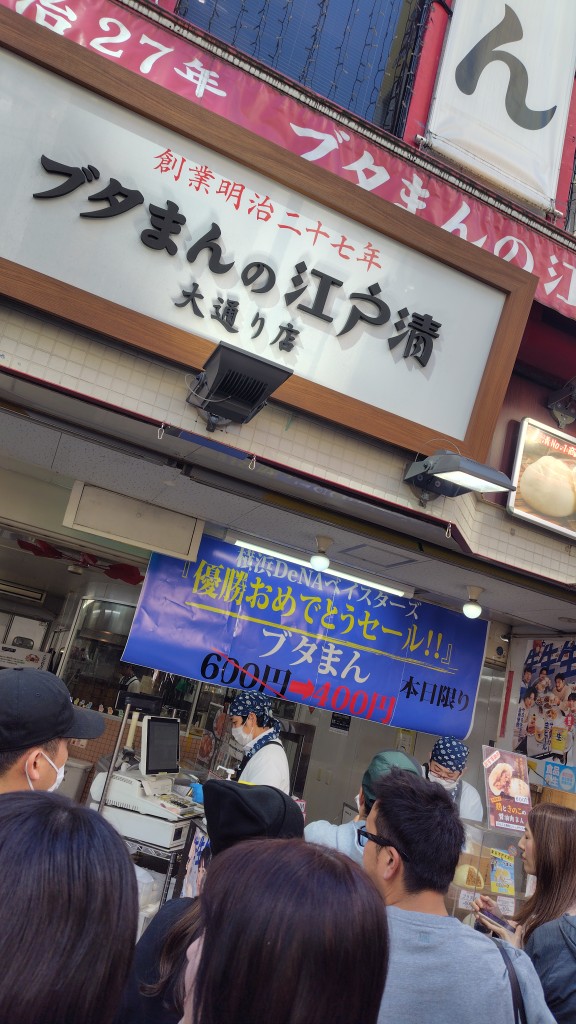 ん
治27年 ブタまんの江
創業明治二十七年
ブタまんの江戸清
大通り店
横浜DeNAベイスターズ
『優勝おめでとうセール!!』
ブタまん
600円➡400円
本日限り